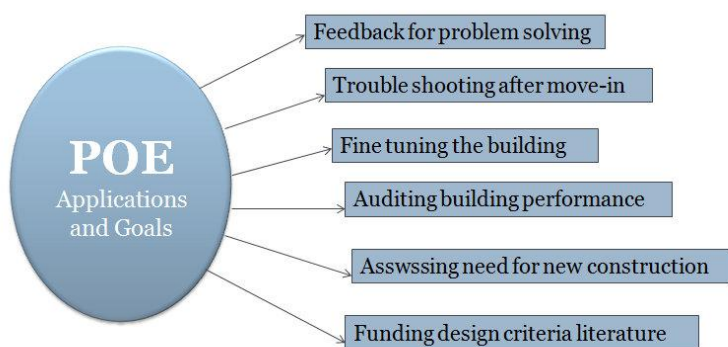 POE
Applications
and Goals
Feedback for problem solving
Trouble shooting after move-in
Fine tuning the building
Auditing building performance
Asswssing need for new construction
Funding design criteria literature